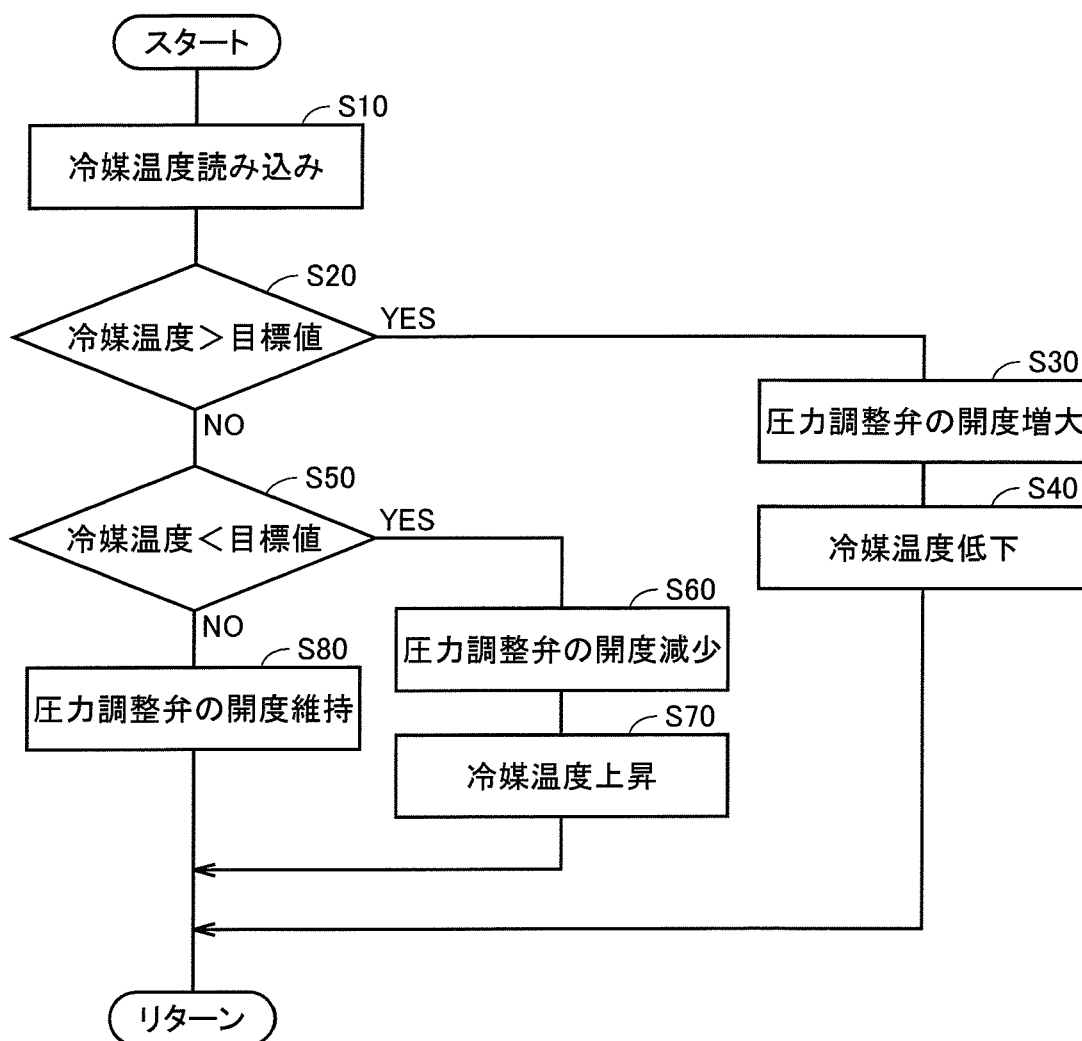 スタート
S10
冷媒温度読み込み
S20
冷媒温度＞目標値
YES
NO
S30
圧力調整弁の開度増大
S40
冷媒温度低下
S50
冷媒温度＜目標値
YES
NO
S60
圧力調整弁の開度減少
S70
冷媒温度上昇
S80
圧力調整弁の開度維持
リターン